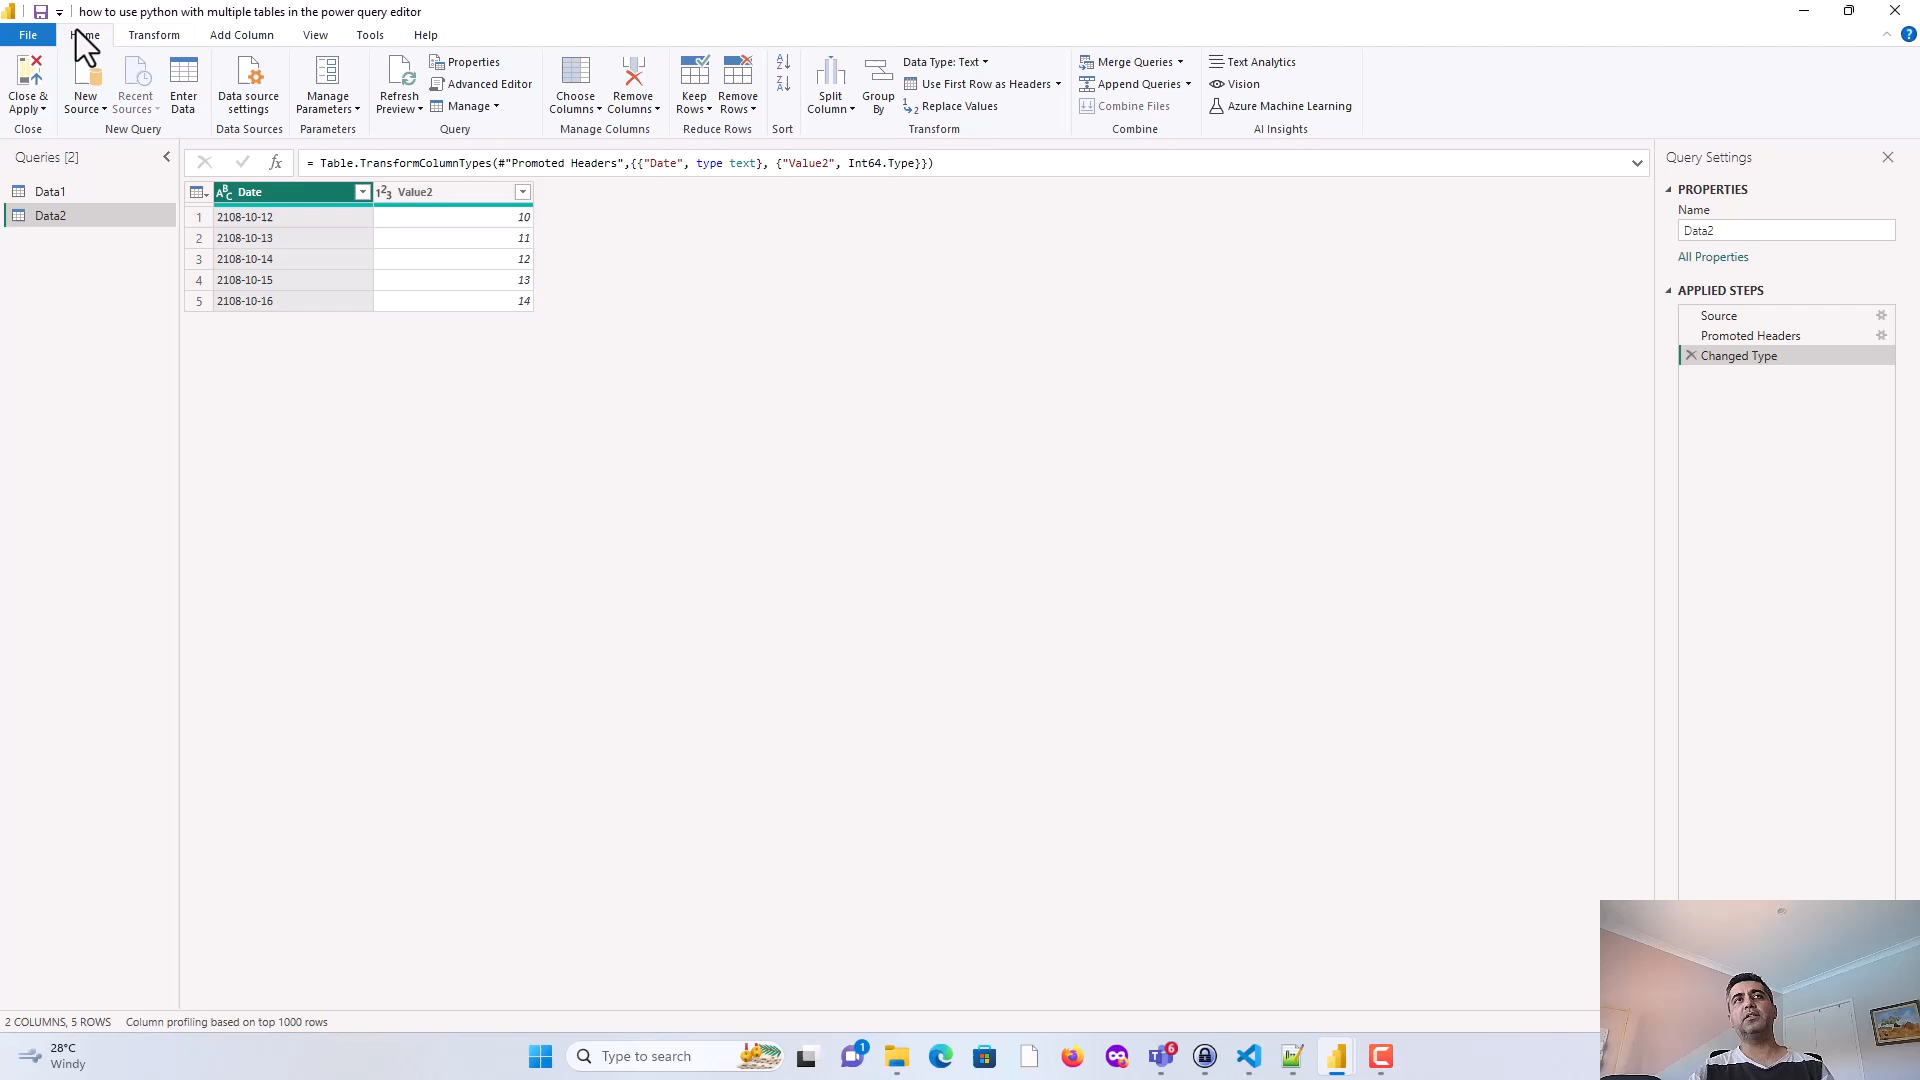 how to use python with multiple tables in the power query editor
File Home Transform Add Column View Tools Help
Close & Apply
Close
New Source
Recent Sources
Enter Data
New Query
Data source settings
Data Sources
Manage Parameters
Parameters
Refresh Preview
Properties
Advanced Editor
Manage
Query
Choose Columns
Remove Columns
Manage Columns
Keep Rows
Remove Rows
Reduce Rows
Sort
Split Column
Group By
Data Type: Text
Use First Row as Headers
Replace Values
Transform
Merge Queries
Append Queries
Combine Files
Combine
Text Analytics
Vision
Azure Machine Learning
AI Insights
Queries [2]
Data1
Data2
= Table.TransformColumnTypes(#"Promoted Headers",{{"Date", type text}, {"Value2", Int64.Type}})
Date Value2
1 2108-10-12 10
2 2108-10-13 11
3 2108-10-14 12
4 2108-10-15 13
5 2108-10-16 14
Query Settings
PROPERTIES
Name
Data2
All Properties
APPLIED STEPS
Source
Promoted Headers
Changed Type
2 COLUMNS, 5 ROWS Column profiling based on top 1000 rows
28°C
Windy
Type to search
1
6